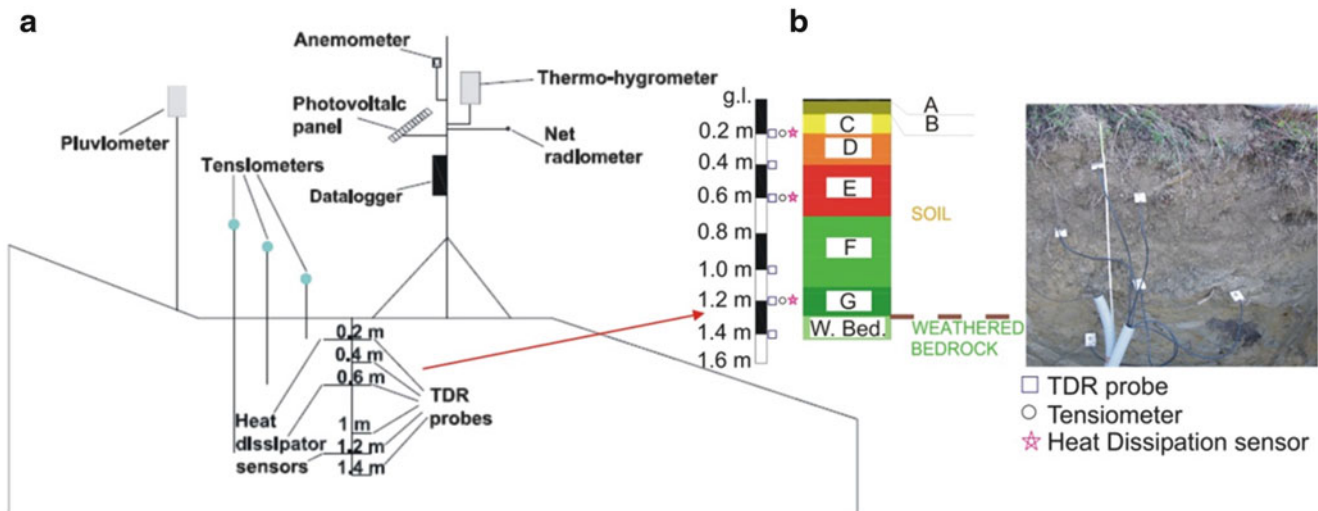 a
Anemometer
Thermo-hygrometer
Photovoltaic
panel
Pluviometer
Net
radiometer
Tensiometers
Datalogger
0.2 m
0.4 m
0.6 m
1 m
1.2 m
1.4 m
Heat
dissipator
sensors
TDR
probes
b
g.l.
0.2 m
0.4 m
0.6 m
0.8 m
1.0 m
1.2 m
1.4 m
1.6 m
A
B
C
D
E
F
G
W. Bed.
SOIL
WEATHERED
BEDROCK
TDR probe
Tensiometer
Heat Dissipation sensor